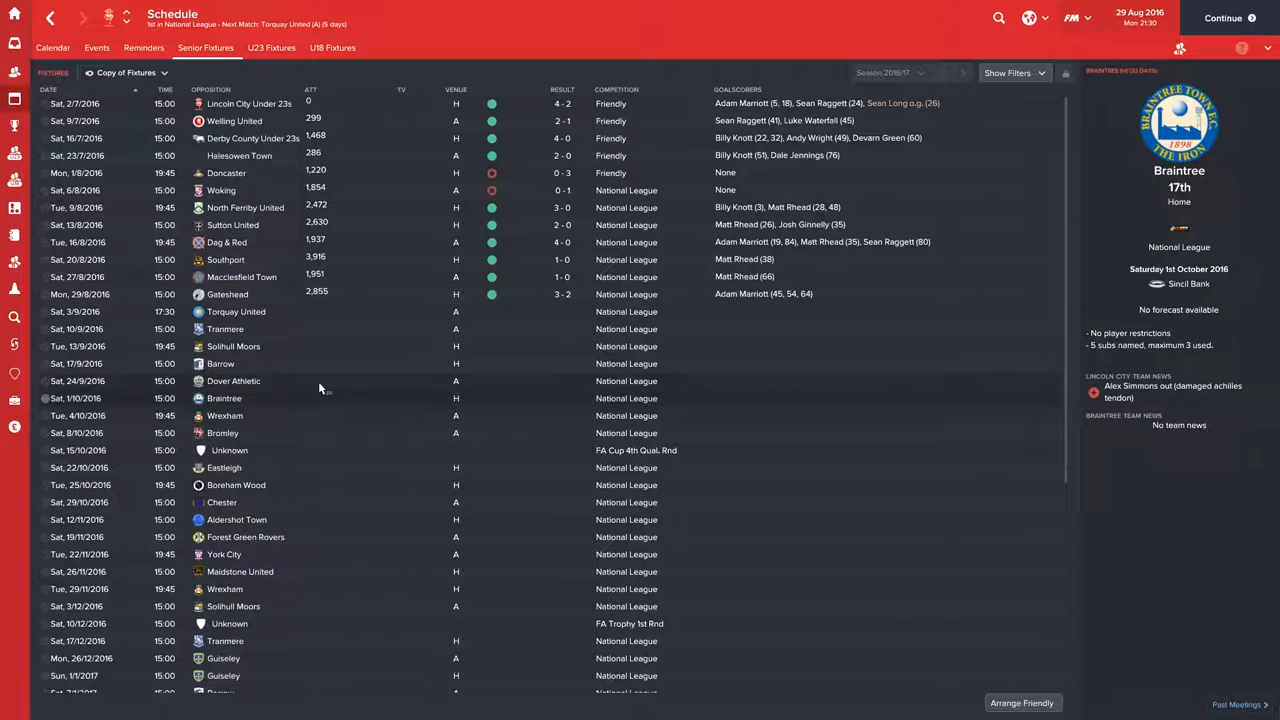 Schedule
1st in National League - Next Match: Torquay United (A) (5 days)
FM
29 Aug 2016
Mon 21:30
Continue
Calendar Events Reminders Senior Fixtures U23 Fixtures U18 Fixtures
FIXTURES Copy of Fixtures Season 2016/17 Show Filters
DATE TIME OPPOSITION ATT TV VENUE RESULT COMPETITION GOALSCORERS
Sat, 2/7/2016 15:00 Lincoln City Under 23s 0 H 4 - 2 Friendly Adam Marriott (5, 18), Sean Raggett (24), Sean Long o.g. (26)
Sat, 9/7/2016 15:00 Welling United 299 A 2 - 1 Friendly Sean Raggett (41), Luke Waterfall (45)
Sat, 16/7/2016 15:00 Derby County Under 23s 1,468 H 4 - 0 Friendly Billy Knott (22, 32), Andy Wright (49), Devarn Green (60)
Sat, 23/7/2016 15:00 Halesowen Town 286 A 2 - 0 Friendly Billy Knott (51), Dale Jennings (76)
Mon, 1/8/2016 19:45 Doncaster 1,220 H 0 - 3 Friendly None
Sat, 6/8/2016 15:00 Woking 1,854 A 0 - 1 National League None
Tue, 9/8/2016 19:45 North Ferriby United 2,472 H 3 - 0 National League Billy Knott (3), Matt Rhead (28, 48)
Sat, 13/8/2016 15:00 Sutton United 2,630 H 2 - 0 National League Matt Rhead (26), Josh Ginnelly (35)
Tue, 16/8/2016 19:45 Dag & Red 1,937 A 4 - 0 National League Adam Marriott (19, 84), Matt Rhead (35), Sean Raggett (80)
Sat, 20/8/2016 15:00 Southport 3,916 H 1 - 0 National League Matt Rhead (38)
Sat, 27/8/2016 15:00 Macclesfield Town 1,951 A 1 - 0 National League Matt Rhead (66)
Mon, 29/8/2016 15:00 Gateshead 2,855 H 3 - 2 National League Adam Marriott (45, 54, 64)
Sat, 3/9/2016 17:30 Torquay United A National League
Sat, 10/9/2016 15:00 Tranmere A National League
Tue, 13/9/2016 19:45 Solihull Moors H National League
Sat, 17/9/2016 15:00 Barrow H National League
Sat, 24/9/2016 15:00 Dover Athletic A National League
Sat, 1/10/2016 15:00 Braintree H National League
Tue, 4/10/2016 19:45 Wrexham A National League
Sat, 8/10/2016 15:00 Bromley A National League
Sat, 15/10/2016 15:00 Unknown FA Cup 4th Qual. Rnd
Sat, 22/10/2016 15:00 Eastleigh H National League
Tue, 25/10/2016 19:45 Boreham Wood H National League
Sat, 29/10/2016 15:00 Chester A National League
Sat, 12/11/2016 15:00 Aldershot Town H National League
Sat, 19/11/2016 15:00 Forest Green Rovers A National League
Tue, 22/11/2016 19:45 York City A National League
Sat, 26/11/2016 15:00 Maidstone United H National League
Tue, 29/11/2016 19:45 Wrexham H National League
Sat, 3/12/2016 15:00 Solihull Moors A National League
Sat, 10/12/2016 15:00 Unknown FA Trophy 1st Rnd
Sat, 17/12/2016 15:00 Tranmere H National League
Mon, 26/12/2016 15:00 Guiseley A National League
Sun, 1/1/2017 15:00 Guiseley H National League
Arrange Friendly
BRAINTREE (H) (33 DAYS)
BRAINTREE TOWN F.C
1898
THE IRON
Braintree
17th
Home
National League
Saturday 1st October 2016
Sincil Bank
No forecast available
- No player restrictions
- 5 subs named, maximum 3 used.
LINCOLN CITY TEAM NEWS
Alex Simmons out (damaged achilles
tendon)
BRAINTREE TEAM NEWS
No team news
Past Meetings